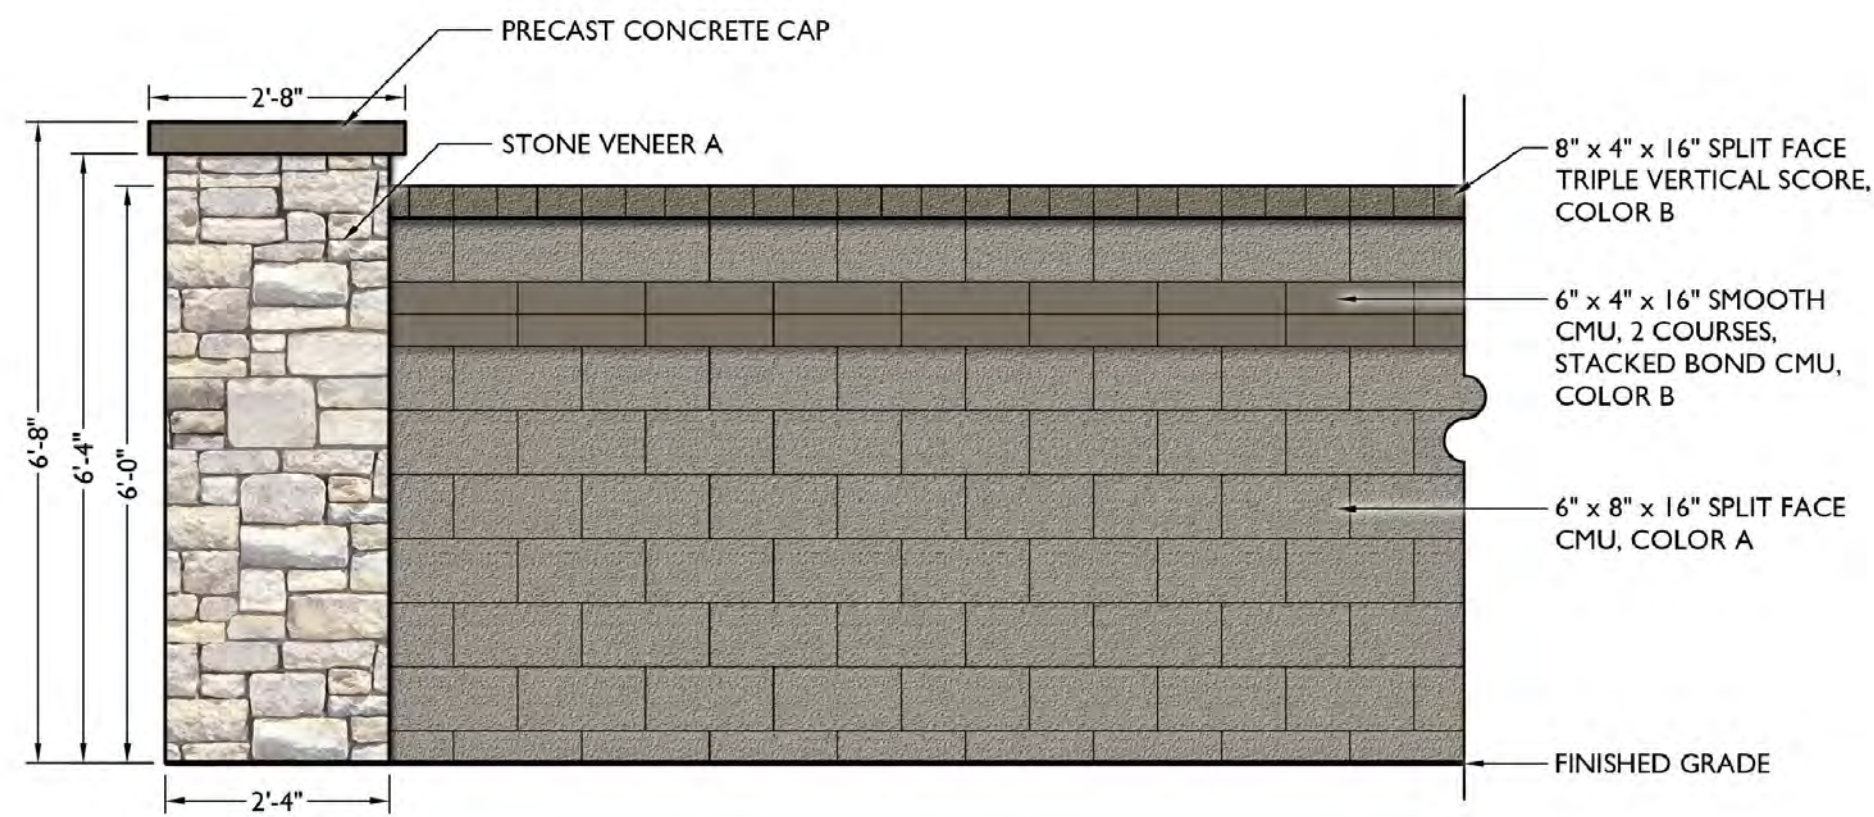 PRECAST CONCRETE CAP
2'-8"
STONE VENEER A
8" x 4" x 16" SPLIT FACE
TRIPLE VERTICAL SCORE,
COLOR B
6" x 4" x 16" SMOOTH
CMU, 2 COURSES,
STACKED BOND CMU,
COLOR B
6'-8"
6'-4"
6'-0"
6" x 8" x 16" SPLIT FACE
CMU, COLOR A
FINISHED GRADE
2'-4"